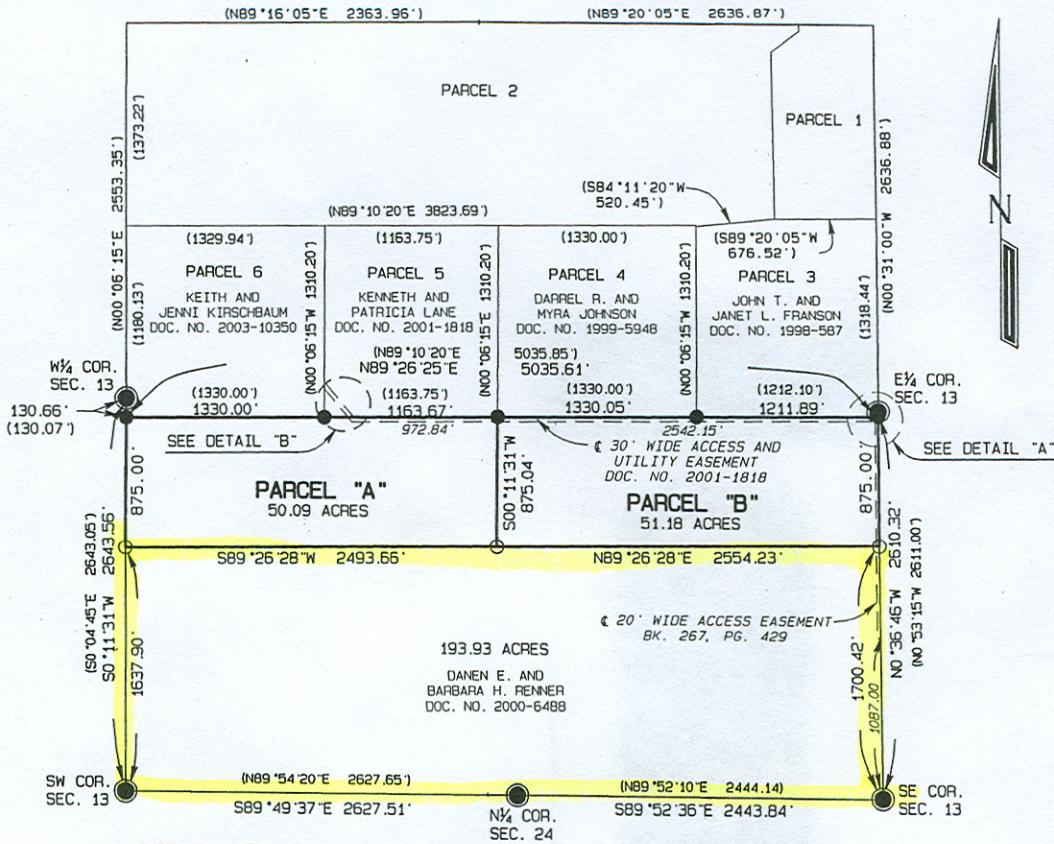 (N89°16'05"E 2363.96')
(N89°20'05"E 2636.87')
(N00°06'15"E 2553.35')
(1373.22')
PARCEL 2
PARCEL 1
(N00°31'00"W 2636.88')
N
(S84°11'20"W
520.45')
(N89°10'20"E 3823.69')
(S89°20'05"W
676.52')
(1180.13')
(1329.94')
PARCEL 6
KEITH AND
JENNI KIRSCHBAUM
DOC. NO. 2003-10350
(N00°06'15"W 1310.20')
(1163.75')
PARCEL 5
KENNETH AND
PATRICIA LANE
DOC. NO. 2001-1818
(N00°06'15"E 1310.20')
(1330.00')
PARCEL 4
DARREL R. AND
MYRA JOHNSON
DOC. NO. 1999-5948
(N00°06'15"W 1310.20')
PARCEL 3
JOHN T. AND
JANET L. FRANSON
DOC. NO. 1998-587
(1318.44')
(N89°10'20"E 5035.85')
N89°26'25"E 5035.61'
W¼ COR.
SEC. 13
E¼ COR.
SEC. 13
130.66'
(130.07')
(1330.00')
1330.00'
(1163.75')
1163.67'
(1330.00')
1330.05'
(1212.10')
1211.89'
SEE DETAIL "B"
972.84'
2542.15'
SEE DETAIL "A"
℄ 30' WIDE ACCESS AND
UTILITY EASEMENT
DOC. NO. 2001-1818
875.00'
PARCEL "A"
50.09 ACRES
S00°11'31"W
875.04'
PARCEL "B"
51.18 ACRES
875.00'
(S0°04'45"E 2643.05')
S0°11'31"W 2643.56'
S89°26'28"W 2493.66'
N89°26'28"E 2554.23'
N0°36'46"W 2610.32'
(N0°53'15"W 2611.00')
℄ 20' WIDE ACCESS EASEMENT
BK. 267, PG. 429
1637.90'
193.93 ACRES
DANEN E. AND
BARBARA H. RENNER
DOC. NO. 2000-6488
1700.42'
1087.00
SW COR.
SEC. 13
(N89°54'20"E 2627.65')
S89°49'37"E 2627.51'
N¼ COR.
SEC. 24
(N89°52'10"E 2444.14)
S89°52'36"E 2443.84'
SE COR.
SEC. 13